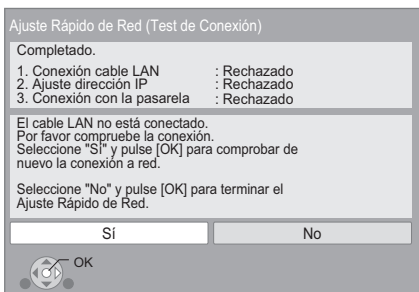 Ajuste Rápido de Red (Test de Conexión)
Completado.
1. Conexión cable LAN : Rechazado
2. Ajuste dirección IP : Rechazado
3. Conexión con la pasarela : Rechazado
El cable LAN no está conectado.
Por favor compruebe la conexión.
Seleccione "Sí" y pulse [OK] para comprobar de
nuevo la conexión a red.
Seleccione "No" y pulse [OK] para terminar el
Ajuste Rápido de Red.
Sí No
OK